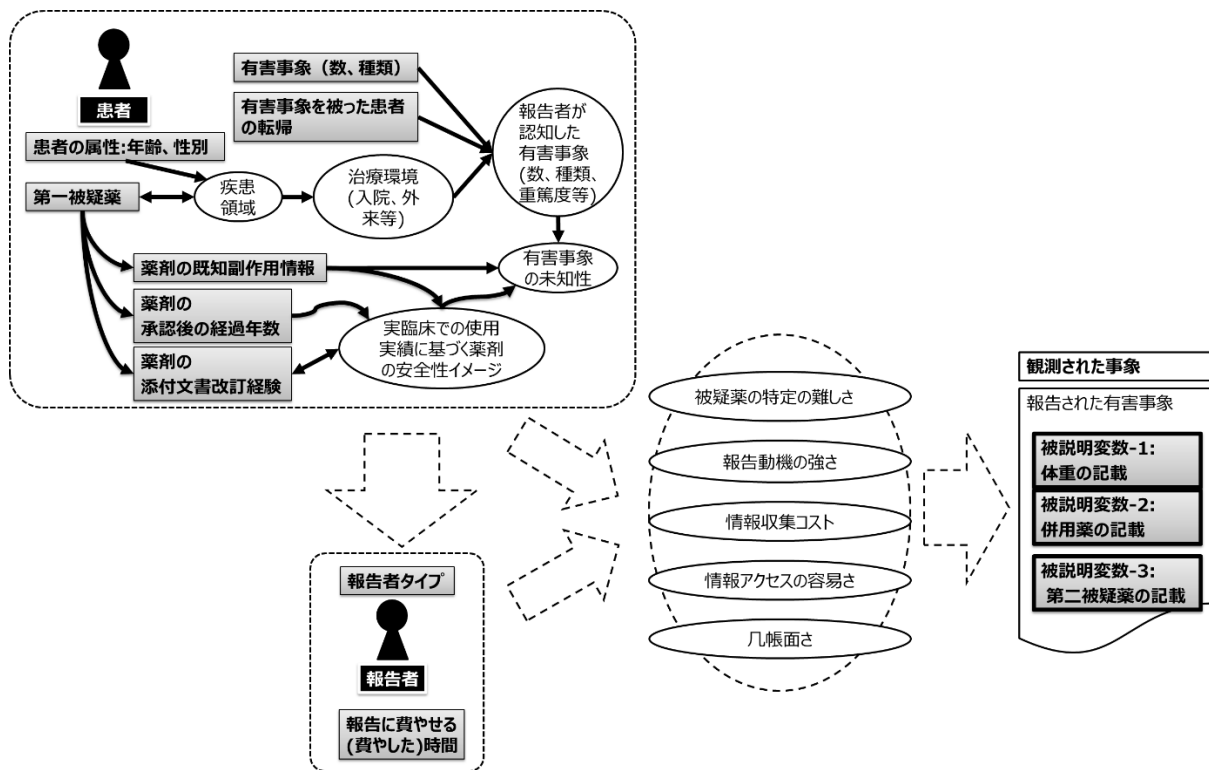 患者
患者の属性:年齢、性別
第一被疑薬
有害事象（数、種類）
有害事象を被った患者
の転帰
疾患
領域
治療環境
(入院、外
来等)
報告者が
認知した
有害事象
(数、種類、
重篤度等)
有害事象
の未知性
薬剤の既知副作用情報
薬剤の
承認後の経過年数
薬剤の
添付文書改訂経験
実臨床での使用
実績に基づく薬剤
の安全性イメージ
報告者タイプ
報告者
報告に費やせる
(費やした)時間
被疑薬の特定の難しさ
報告動機の強さ
情報収集コスト
情報アクセスの容易さ
几帳面さ
観測された事象
報告された有害事象
被説明変数-1:
体重の記載
被説明変数-2:
併用薬の記載
被説明変数-3:
第二被疑薬の記載